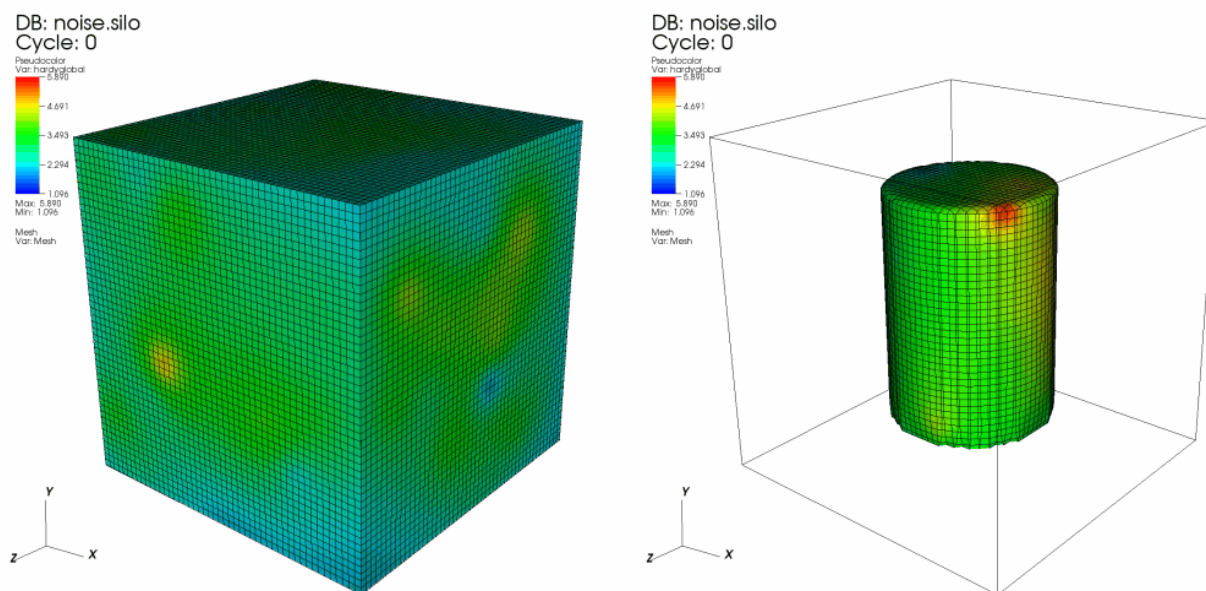 DB: noise.silo
Cycle: 0
Pseudocolor
Var: hardyglobal
5.890
4.691
3.493
2.294
1.096
Max: 5.890
Min: 1.096
Mesh
Var: Mesh
Y
Z
X
DB: noise.silo
Cycle: 0
Pseudocolor
Var: hardyglobal
5.890
4.691
3.493
2.294
1.096
Max: 5.890
Min: 1.096
Mesh
Var: Mesh
Y
Z
X